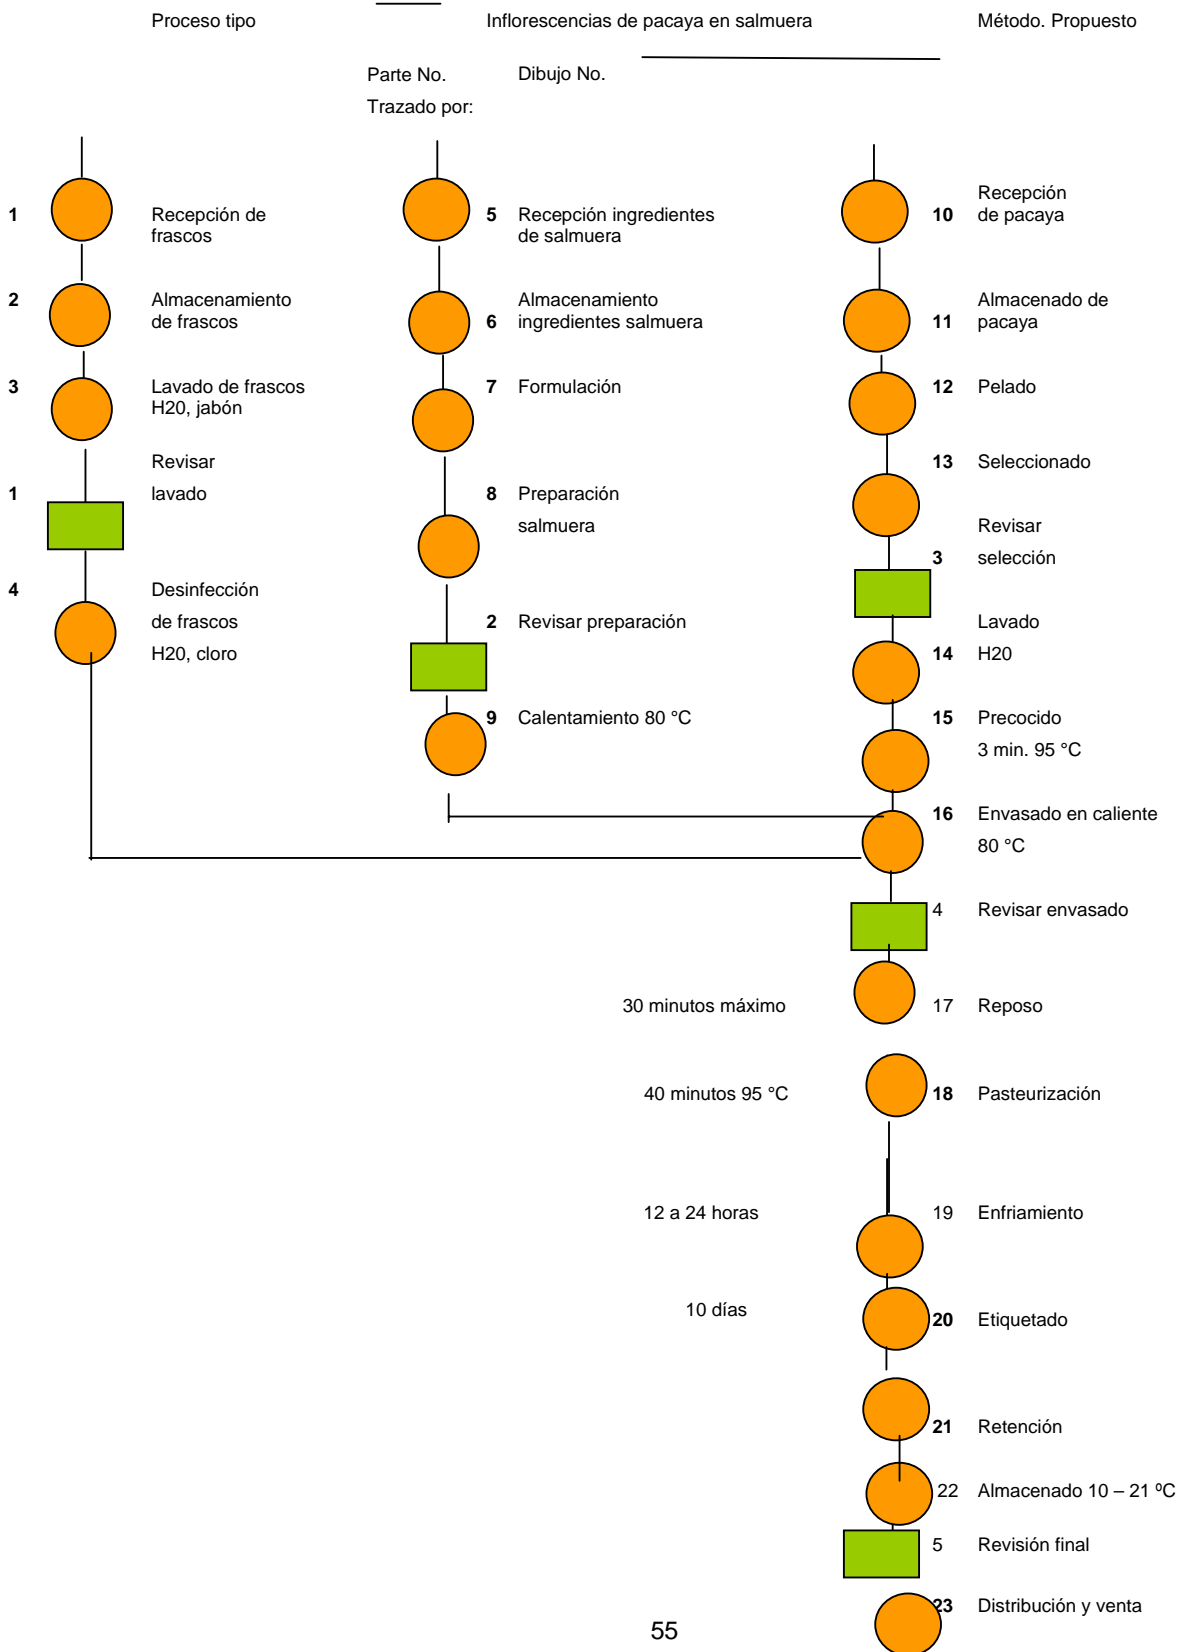 Proceso tipo
Inflorescencias de pacaya en salmuera
Método. Propuesto
Parte No.
Dibujo No.
Trazado por:
1 Recepción de
frascos
2 Almacenamiento
de frascos
3 Lavado de frascos
H20, jabón
Revisar
1 lavado
4 Desinfección
de frascos
H20, cloro
5 Recepción ingredientes
de salmuera
Almacenamiento
6 ingredientes salmuera
7 Formulación
8 Preparación
salmuera
2 Revisar preparación
9 Calentamiento 80 °C
Recepción
10 de pacaya
Almacenado de
11 pacaya
12 Pelado
13 Seleccionado
Revisar
3 selección
Lavado
14 H20
15 Precocido
3 min. 95 °C
16 Envasado en caliente
80 °C
4 Revisar envasado
30 minutos máximo 17 Reposo
40 minutos 95 °C 18 Pasteurización
12 a 24 horas 19 Enfriamiento
10 días 20 Etiquetado
21 Retención
22 Almacenado 10 – 21 ºC
5 Revisión final
23 Distribución y venta
55